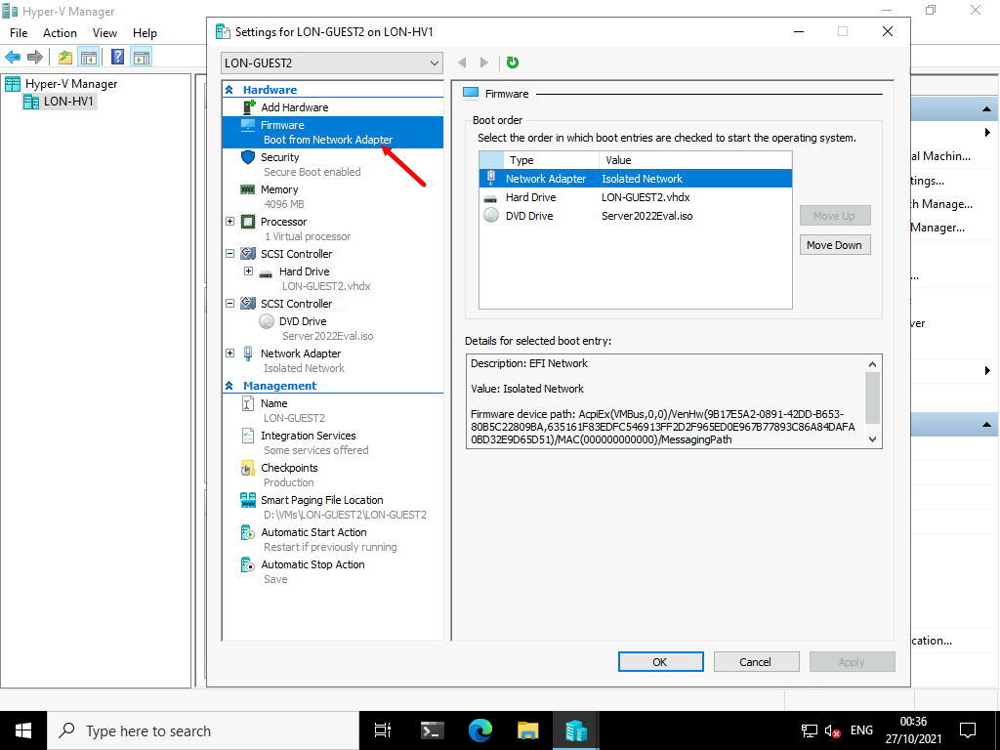 Hyper-V Manager
File Action View Help
Hyper-V Manager
LON-HV1
Settings for LON-GUEST2 on LON-HV1
LON-GUEST2
Hardware
Add Hardware
Firmware
Boot from Network Adapter
Security
Secure Boot enabled
Memory
4096 MB
Processor
1 Virtual processor
SCSI Controller
Hard Drive
LON-GUEST2.vhdx
SCSI Controller
DVD Drive
Server2022Eval.iso
Network Adapter
Isolated Network
Management
Name
LON-GUEST2
Integration Services
Some services offered
Checkpoints
Production
Smart Paging File Location
D:\VMs\LON-GUEST2\LON-GUEST2
Automatic Start Action
Restart if previously running
Automatic Stop Action
Save
Firmware
Boot order
Select the order in which boot entries are checked to start the operating system.
Type Value
Network Adapter Isolated Network
Hard Drive LON-GUEST2.vhdx
DVD Drive Server2022Eval.iso
Move Up
Move Down
Details for selected boot entry:
Description: EFI Network
Value: Isolated Network
Firmware device path: AcpiEx(VMBus,0,0)/VenHw(9B17E5A2-0891-42DD-B653-
80B5C22809BA,635161F83EDFC546913FF2D2F965ED0E967B77893C86A84DAFA
0BD32E9D65D51)/MAC(000000000000)/MessagingPath
OK Cancel Apply
al Machin...
tings...
h Manage...
Manager...
...
ver
cation...
Type here to search
ENG
00:36
27/10/2021